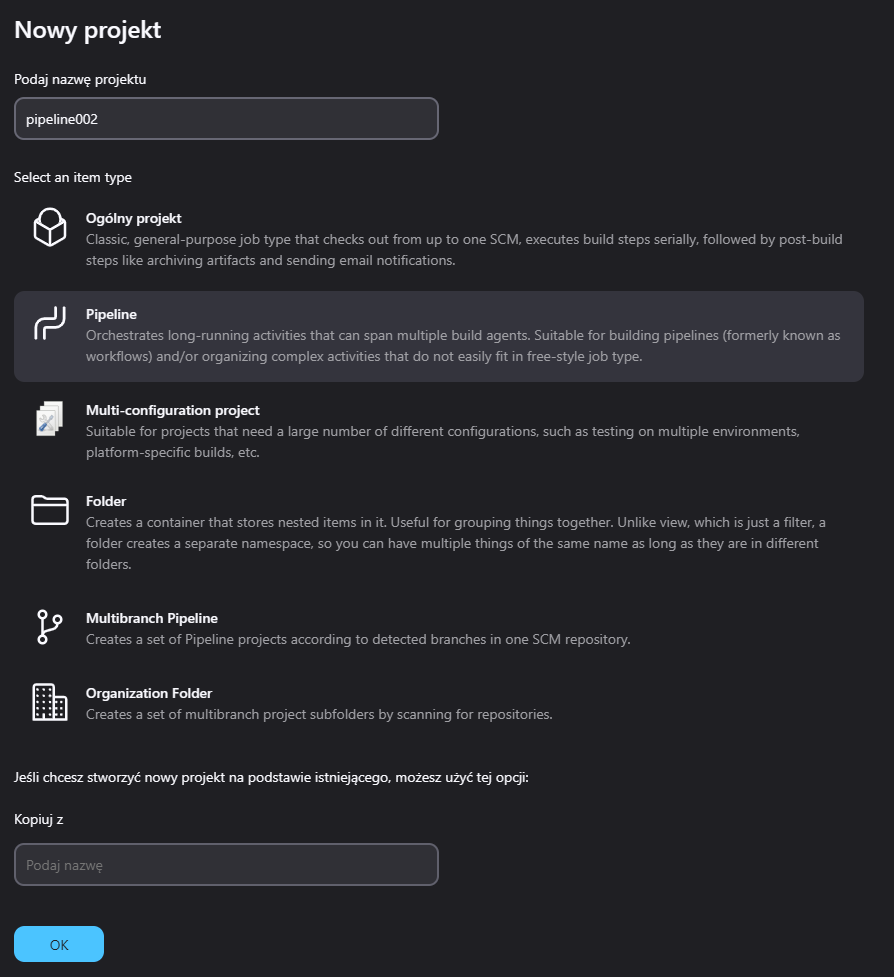 Nowy projekt
Podaj nazwę projektu
pipeline002
Select an item type
Ogólny projekt
Classic, general-purpose job type that checks out from up to one SCM, executes build steps serially, followed by post-build
steps like archiving artifacts and sending email notifications.
Pipeline
Orchestrates long-running activities that can span multiple build agents. Suitable for building pipelines (formerly known as
workflows) and/or organizing complex activities that do not easily fit in free-style job type.
Multi-configuration project
Suitable for projects that need a large number of different configurations, such as testing on multiple environments,
platform-specific builds, etc.
Folder
Creates a container that stores nested items in it. Useful for grouping things together. Unlike view, which is just a filter, a
folder creates a separate namespace, so you can have multiple things of the same name as long as they are in different
folders.
Multibranch Pipeline
Creates a set of Pipeline projects according to detected branches in one SCM repository.
Organization Folder
Creates a set of multibranch project subfolders by scanning for repositories.
Jeśli chcesz stworzyć nowy projekt na podstawie istniejącego, możesz użyć tej opcji:
Kopiuj z
Podaj nazwę
OK